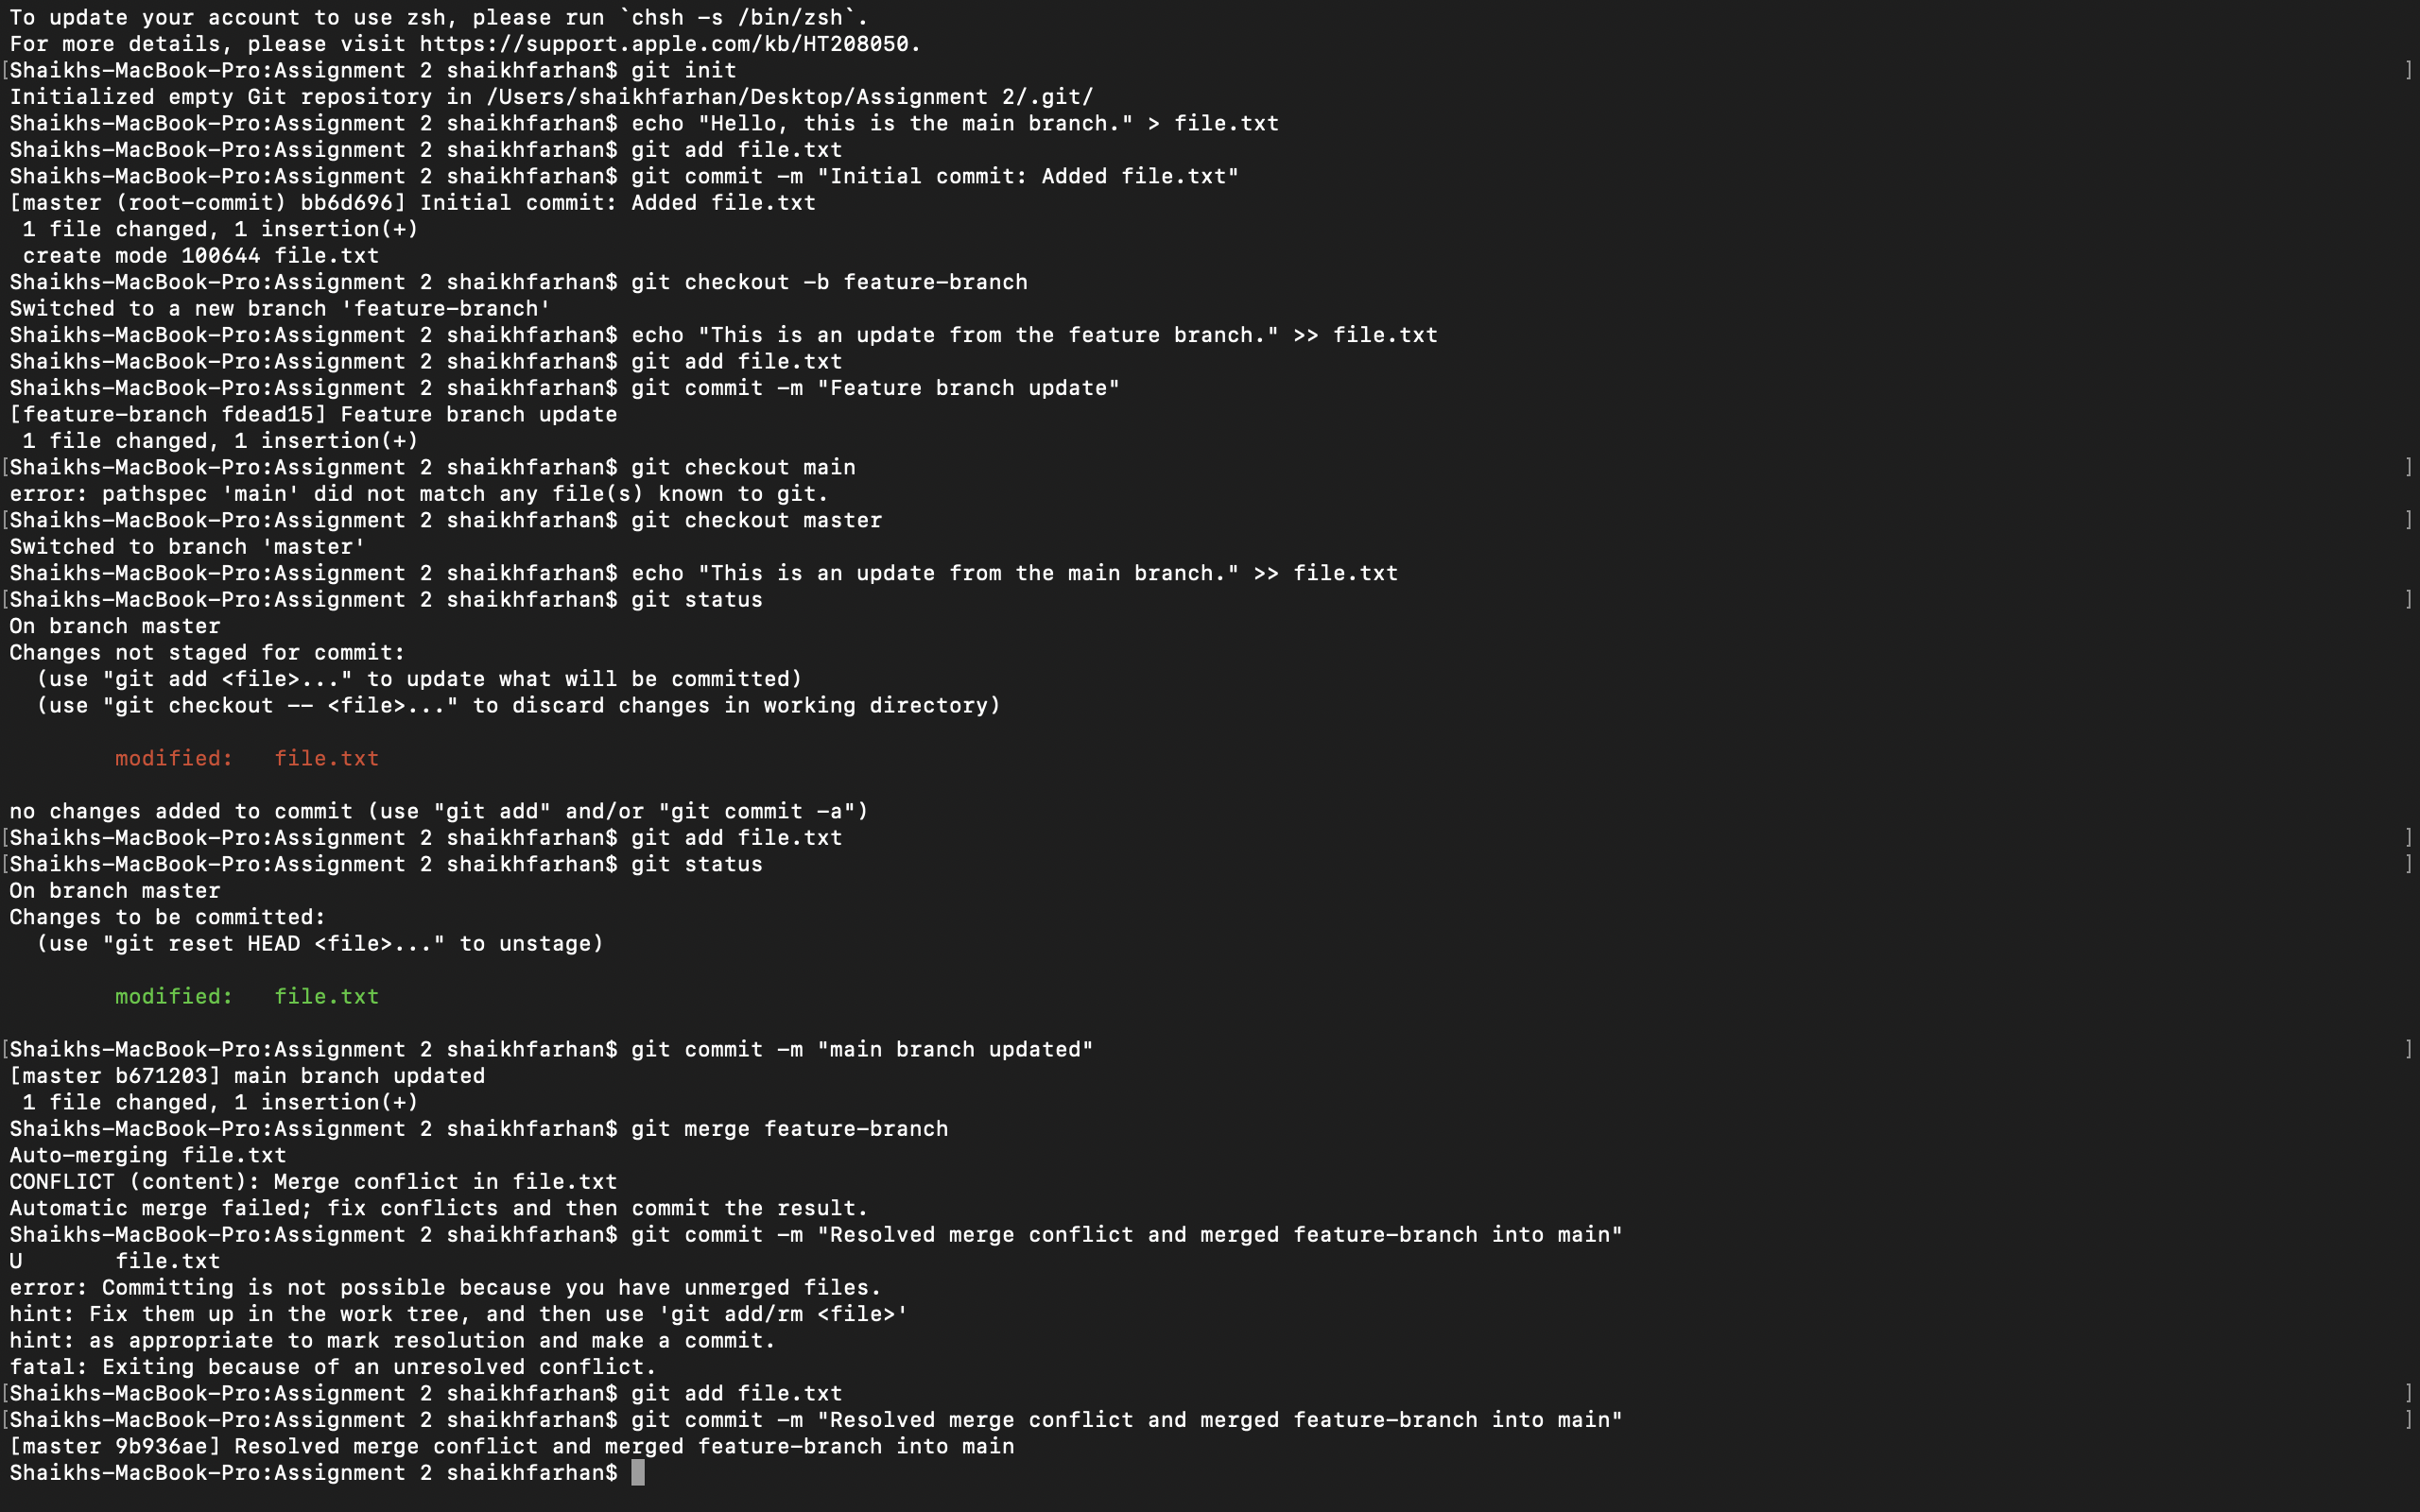 To update your account to use zsh, please run `chsh -s /bin/zsh`.
For more details, please visit https://support.apple.com/kb/HT208050.
[Shaikhs-MacBook-Pro:Assignment 2 shaikhfarhan$ git init ]
Initialized empty Git repository in /Users/shaikhfarhan/Desktop/Assignment 2/.git/
Shaikhs-MacBook-Pro:Assignment 2 shaikhfarhan$ echo "Hello, this is the main branch." > file.txt
Shaikhs-MacBook-Pro:Assignment 2 shaikhfarhan$ git add file.txt
Shaikhs-MacBook-Pro:Assignment 2 shaikhfarhan$ git commit -m "Initial commit: Added file.txt"
[master (root-commit) bb6d696] Initial commit: Added file.txt
 1 file changed, 1 insertion(+)
 create mode 100644 file.txt
Shaikhs-MacBook-Pro:Assignment 2 shaikhfarhan$ git checkout -b feature-branch
Switched to a new branch 'feature-branch'
Shaikhs-MacBook-Pro:Assignment 2 shaikhfarhan$ echo "This is an update from the feature branch." >> file.txt
Shaikhs-MacBook-Pro:Assignment 2 shaikhfarhan$ git add file.txt
Shaikhs-MacBook-Pro:Assignment 2 shaikhfarhan$ git commit -m "Feature branch update"
[feature-branch fdead15] Feature branch update
 1 file changed, 1 insertion(+)
[Shaikhs-MacBook-Pro:Assignment 2 shaikhfarhan$ git checkout main ]
error: pathspec 'main' did not match any file(s) known to git.
[Shaikhs-MacBook-Pro:Assignment 2 shaikhfarhan$ git checkout master ]
Switched to branch 'master'
Shaikhs-MacBook-Pro:Assignment 2 shaikhfarhan$ echo "This is an update from the main branch." >> file.txt
[Shaikhs-MacBook-Pro:Assignment 2 shaikhfarhan$ git status ]
On branch master
Changes not staged for commit:
  (use "git add <file>..." to update what will be committed)
  (use "git checkout -- <file>..." to discard changes in working directory)
        modified:   file.txt
no changes added to commit (use "git add" and/or "git commit -a")
[Shaikhs-MacBook-Pro:Assignment 2 shaikhfarhan$ git add file.txt ]
[Shaikhs-MacBook-Pro:Assignment 2 shaikhfarhan$ git status ]
On branch master
Changes to be committed:
  (use "git reset HEAD <file>..." to unstage)
        modified:   file.txt
[Shaikhs-MacBook-Pro:Assignment 2 shaikhfarhan$ git commit -m "main branch updated" ]
[master b671203] main branch updated
 1 file changed, 1 insertion(+)
Shaikhs-MacBook-Pro:Assignment 2 shaikhfarhan$ git merge feature-branch
Auto-merging file.txt
CONFLICT (content): Merge conflict in file.txt
Automatic merge failed; fix conflicts and then commit the result.
Shaikhs-MacBook-Pro:Assignment 2 shaikhfarhan$ git commit -m "Resolved merge conflict and merged feature-branch into main"
U       file.txt
error: Committing is not possible because you have unmerged files.
hint: Fix them up in the work tree, and then use 'git add/rm <file>'
hint: as appropriate to mark resolution and make a commit.
fatal: Exiting because of an unresolved conflict.
[Shaikhs-MacBook-Pro:Assignment 2 shaikhfarhan$ git add file.txt ]
[Shaikhs-MacBook-Pro:Assignment 2 shaikhfarhan$ git commit -m "Resolved merge conflict and merged feature-branch into main" ]
[master 9b936ae] Resolved merge conflict and merged feature-branch into main
Shaikhs-MacBook-Pro:Assignment 2 shaikhfarhan$